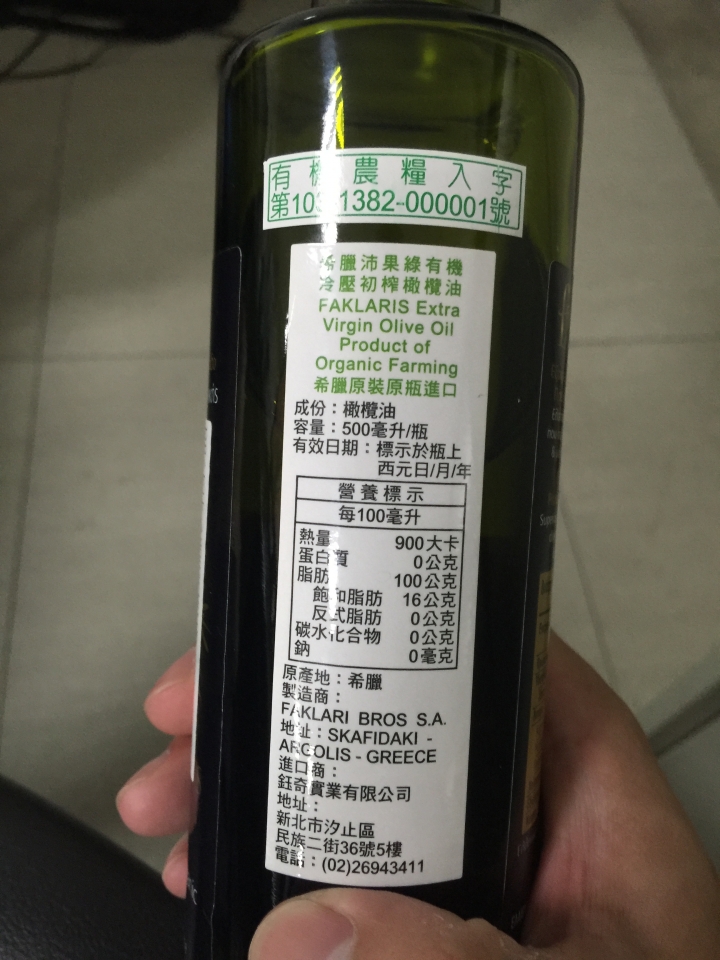 有機農糧入字
第10 1382-000001號
希臘沛果綠有機
冷壓初榨橄欖油
FAKLARIS Extra
Virgin Olive Oil
Product of
Organic Farming
希臘原裝原瓶進口
成份：橄欖油
容量：500毫升/瓶
有效日期：標示於瓶上
西元日/月/年
營養標示
每100毫升
熱量 900大卡
蛋白質 0公克
脂肪 100公克
飽和脂肪 16公克
反式脂肪 0公克
碳水化合物 0公克
鈉 0毫克
原產地：希臘
製造商：
FAKLARI BROS S.A.
地址：SKAFIDAKI -
ARGOLIS - GREECE
進口商：
鈺奇實業有限公司
地址：
新北市汐止區
民族二街36號5樓
電話：(02)26943411